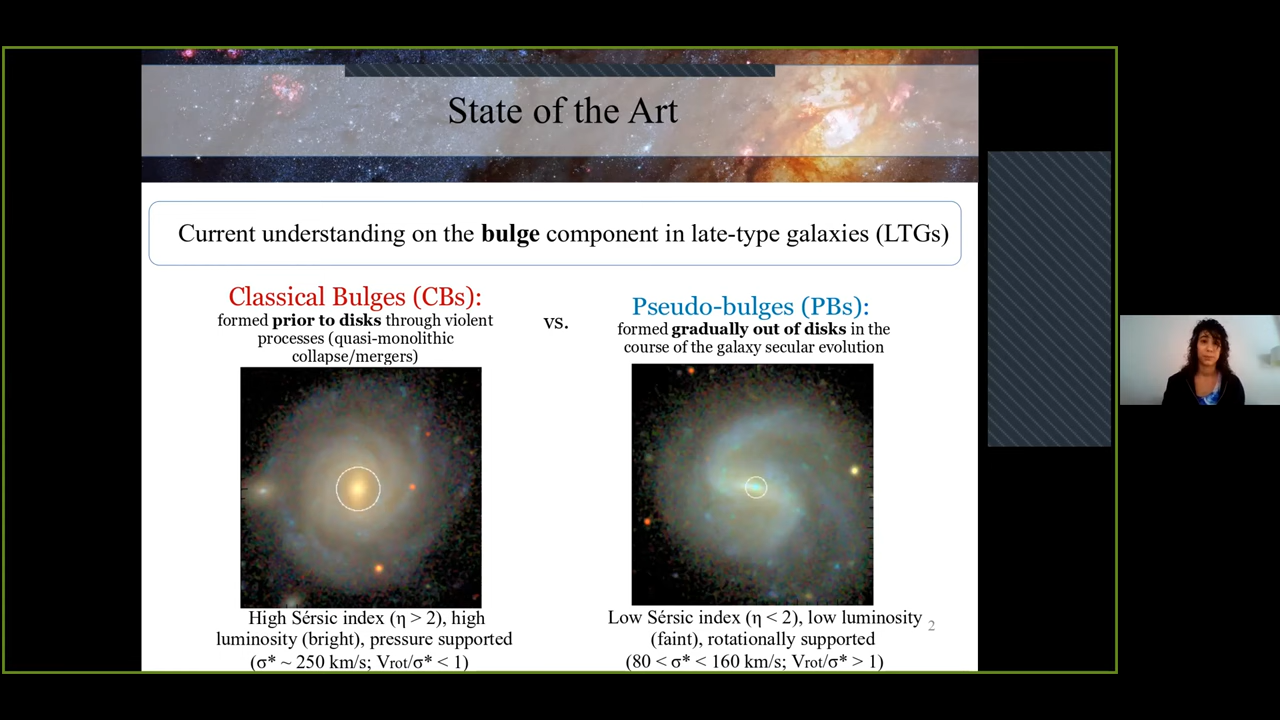 State of the Art
Current understanding on the bulge component in late-type galaxies (LTGs)
Classical Bulges (CBs):
formed prior to disks through violent
processes (quasi-monolithic
collapse/mergers)
vs.
Pseudo-bulges (PBs):
formed gradually out of disks in the
course of the galaxy secular evolution
High Sérsic index (η > 2), high
luminosity (bright), pressure supported
(σ* ~ 250 km/s; Vrot/σ* < 1)
Low Sérsic index (η < 2), low luminosity
(faint), rotationally supported
(80 < σ* < 160 km/s; Vrot/σ* > 1)
2